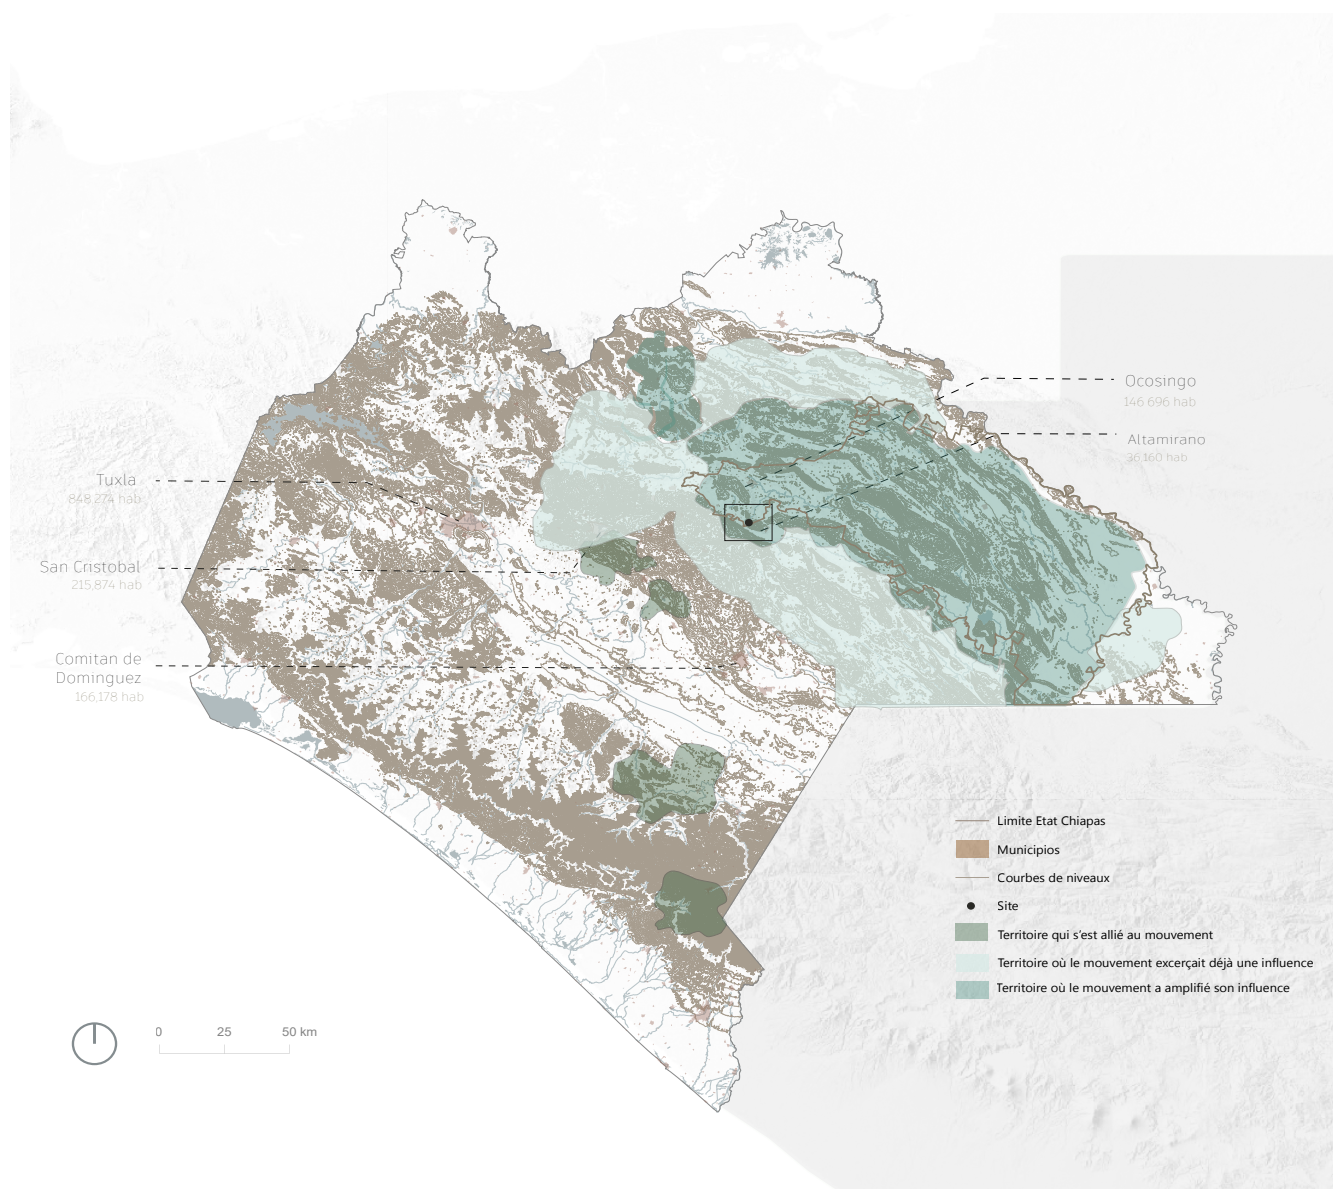 Ocosingo
146 696 hab
Altamirano
36,160 hab
Tuxla
848,274 hab
San Cristobal
215,874 hab
Comitan de
Dominguez
166,178 hab
Limite Etat Chiapas
Municipios
Courbes de niveaux
Site
Territoire qui s'est allié au mouvement
Territoire où le mouvement excerçait déjà une influence
Territoire où le mouvement a amplifié son influence
0 25 50 km